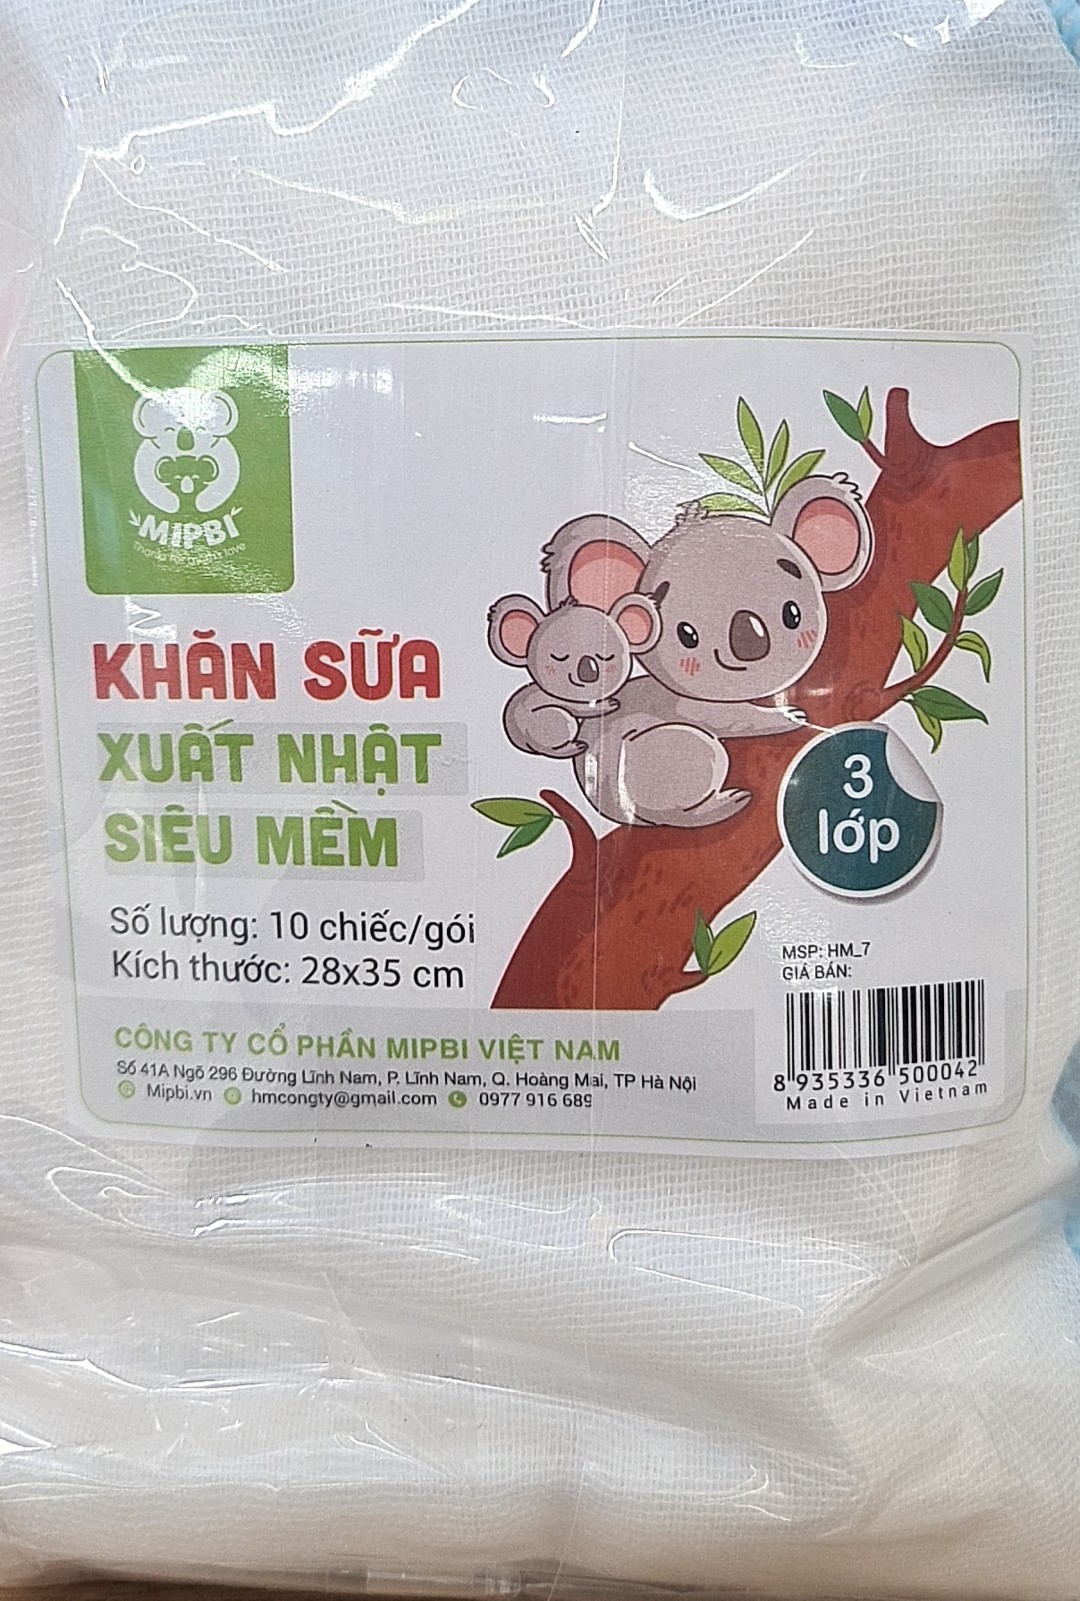 MIPBI
KHĂN SỮA
XUẤT NHẬT
SIÊU MỀM
3
lớp
Số lượng: 10 chiếc/gói
Kích thước: 28x35 cm
MSP: HM_7
GIÁ BÁN:
CÔNG TY CỔ PHẦN MIPBI VIỆT NAM
Số 41A Ngõ 296 Đường Lĩnh Nam, P. Lĩnh Nam, Q. Hoàng Mai, TP Hà Nội
Mipbi.vn hmcongty@gmail.com 0977 916 689
8 935336 500042
Made in Vietnam